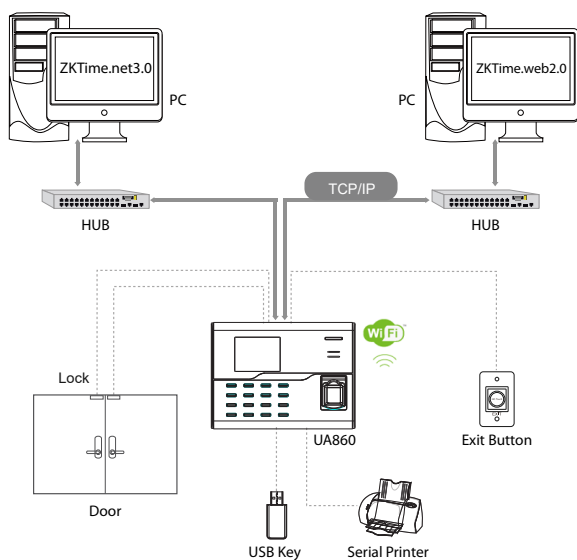 ZKTime.net3.0
ZKTime.web2.0
PC
PC
TCP/IP
HUB
HUB
WiFi
Lock
UA860
EXIT
Exit Button
Door
USB Key
Serial Printer